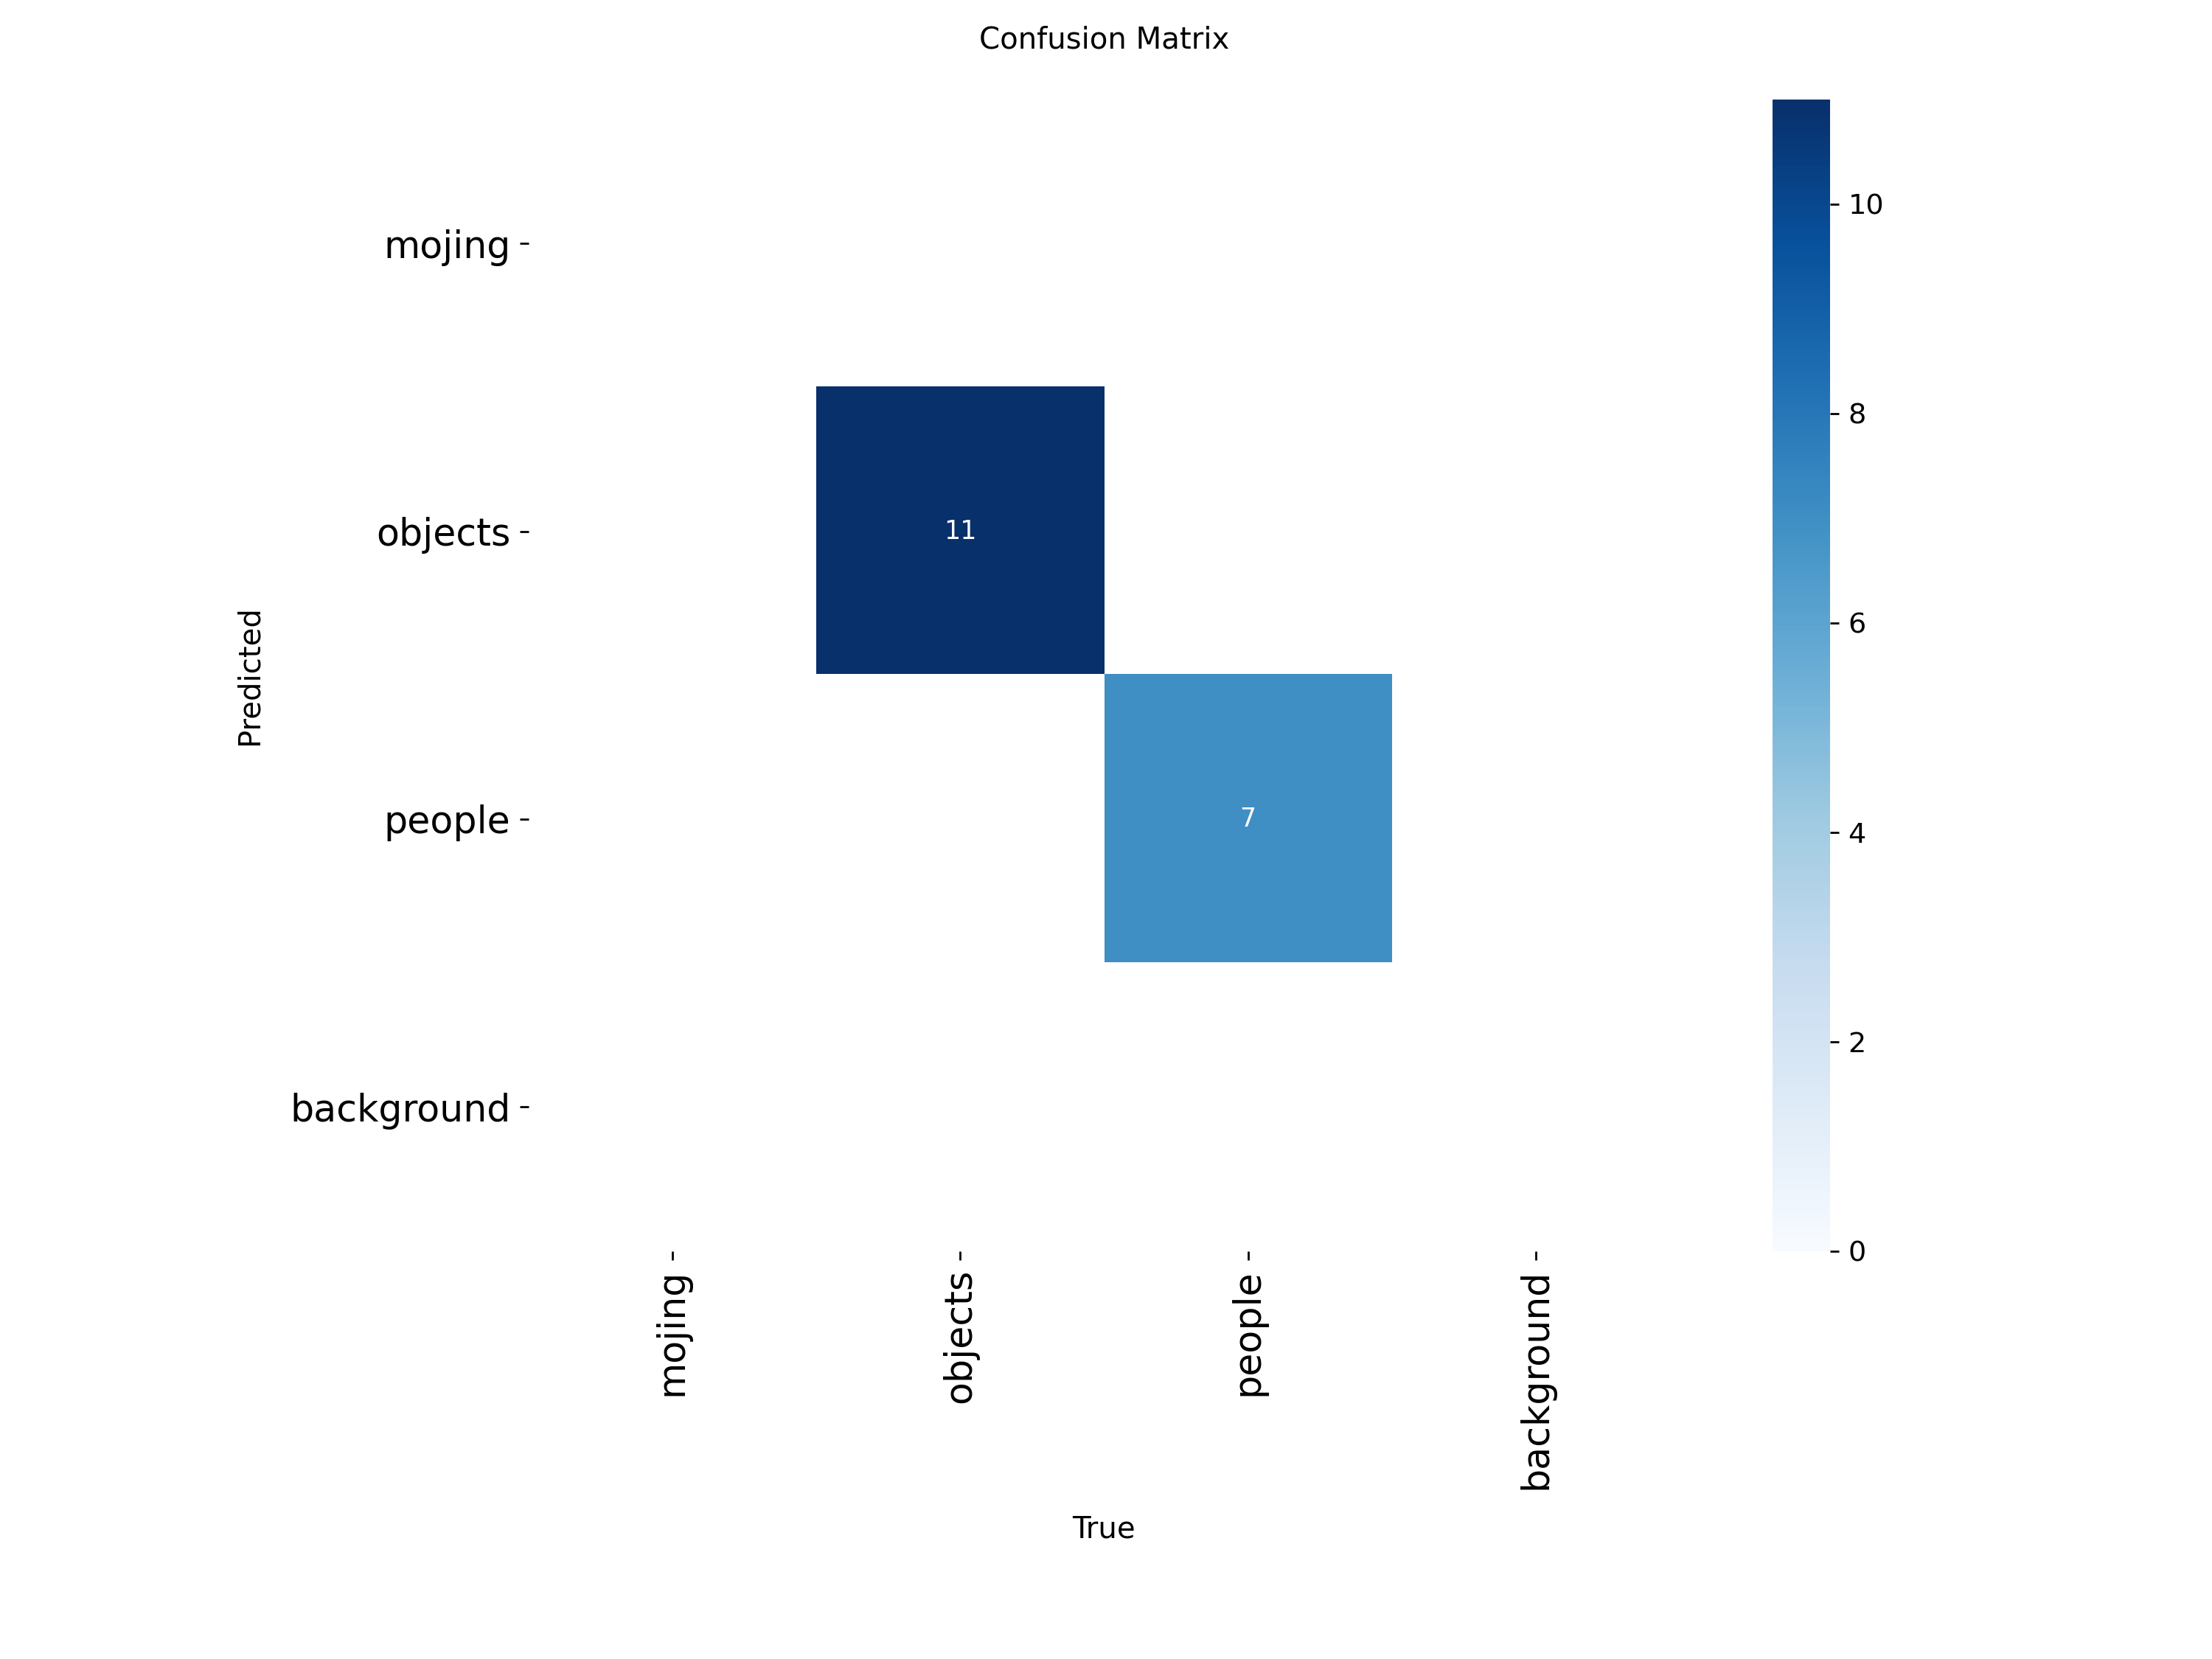 Confusion Matrix
mojing
objects
people
background
Predicted
11
7
mojing
objects
people
background
True
10
8
6
4
2
0